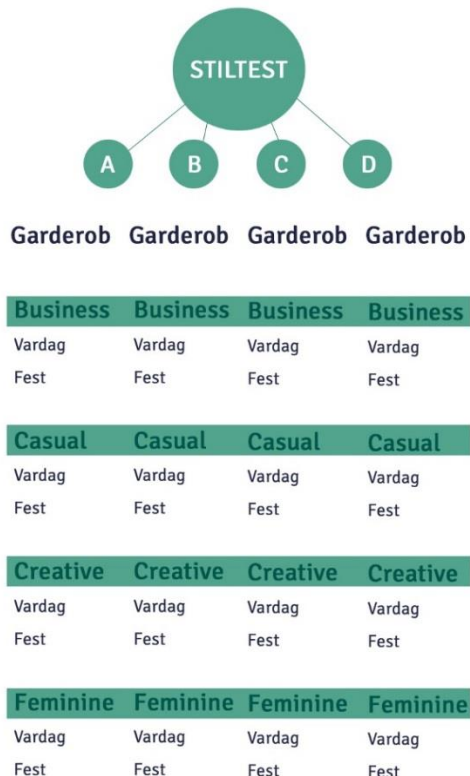 STILTEST
A B C D
Garderob Garderob Garderob Garderob
Business Business Business Business
Vardag Vardag Vardag Vardag
Fest Fest Fest Fest
Casual Casual Casual Casual
Vardag Vardag Vardag Vardag
Fest Fest Fest Fest
Creative Creative Creative Creative
Vardag Vardag Vardag Vardag
Fest Fest Fest Fest
Feminine Feminine Feminine Feminine
Vardag Vardag Vardag Vardag
Fest Fest Fest Fest